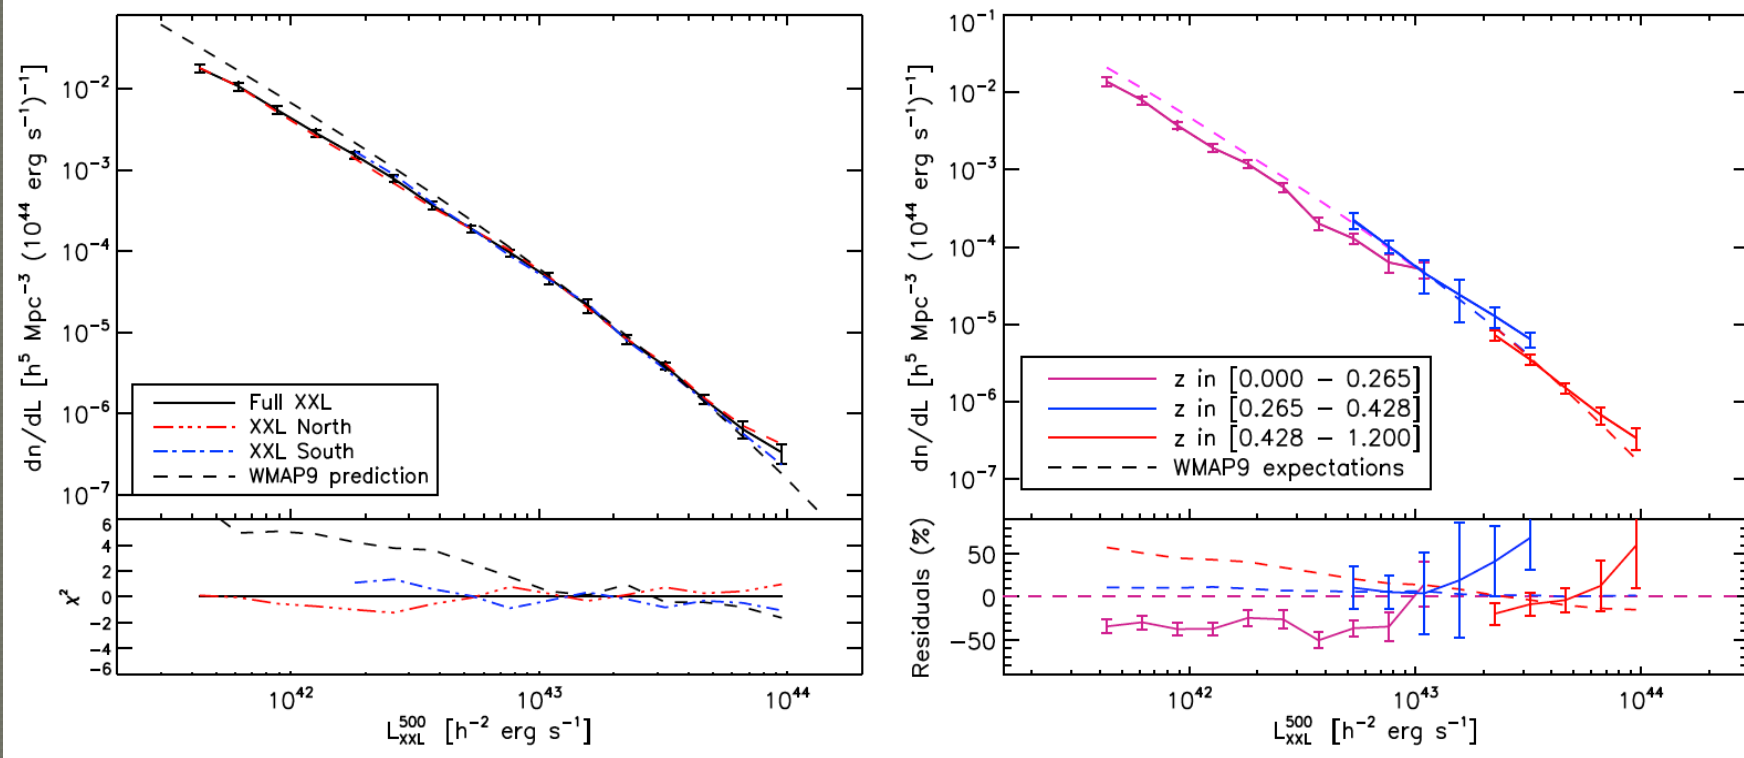 dn/dL [h⁵ Mpc⁻³ (10⁴⁴ erg s⁻¹)⁻¹]
10⁻²
10⁻³
10⁻⁴
10⁻⁵
10⁻⁶
10⁻⁷
Full XXL
XXL North
XXL South
WMAP9 prediction
χ²
6
4
2
0
−2
−4
−6
10⁴² 10⁴³ 10⁴⁴
L⁵⁰⁰XXL [h⁻² erg s⁻¹]
dn/dL [h⁵ Mpc⁻³ (10⁴⁴ erg s⁻¹)⁻¹]
10⁻¹
10⁻²
10⁻³
10⁻⁴
10⁻⁵
10⁻⁶
10⁻⁷
z in [0.000 − 0.265]
z in [0.265 − 0.428]
z in [0.428 − 1.200]
WMAP9 expectations
Residuals (%)
50
0
−50
10⁴² 10⁴³ 10⁴⁴
L⁵⁰⁰XXL [h⁻² erg s⁻¹]